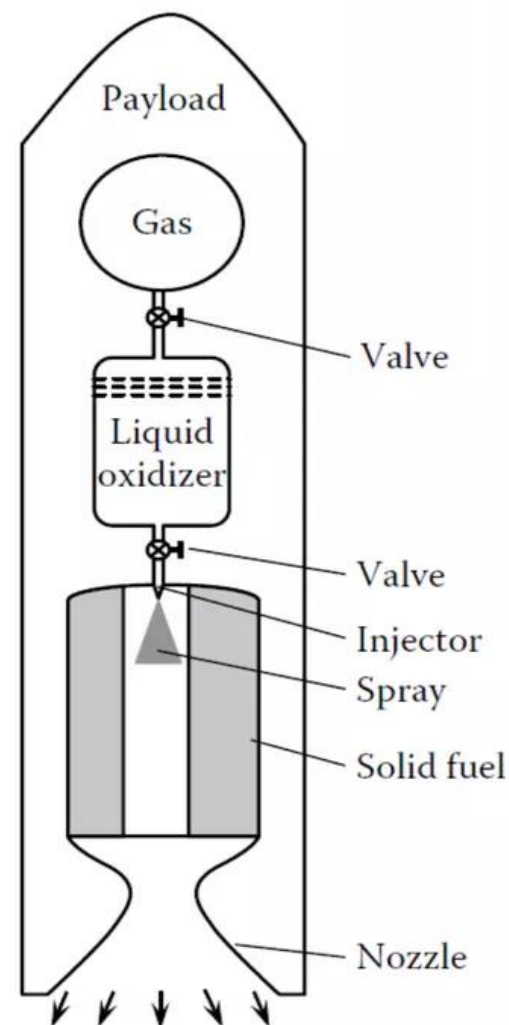 Payload
Gas
Valve
Liquid
oxidizer
Valve
Injector
Spray
Solid fuel
Nozzle